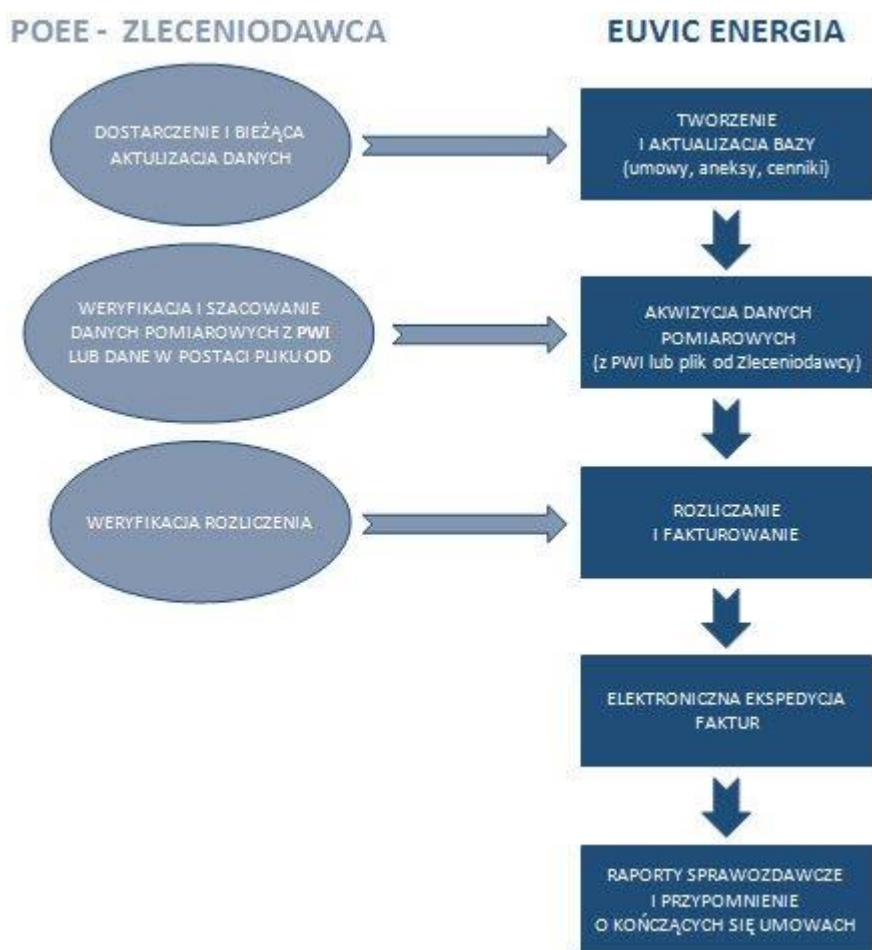 POEE - ZLECENIODAWCA
EUVIC ENERGIA
DOSTARCZENIE I BIEŻĄCA
AKTULIZACJA DANYCH
TWORZENIE
I AKTUALIZACJA BAZY
(umowy, aneksy, cenniki)
WERYFIKACJA I SZACOWANIE
DANYCH POMIAROWYCH Z PWI
LUB DANE W POSTACI PLIKU OD
AKWIZYCJA DANYCH
POMIAROWYCH
(z PWI lub plik od Zleceniodawcy)
WERYFIKACJA ROZLICZENIA
ROZLICZANIE
I FAKTUROWANIE
ELEKTRONICZNA EKSPEDYCJA
FAKTUR
RAPORTY SPRAWOZDAWCZE
I PRZYPOMNIENIE
O KOŃCZĄCYCH SIĘ UMOWACH